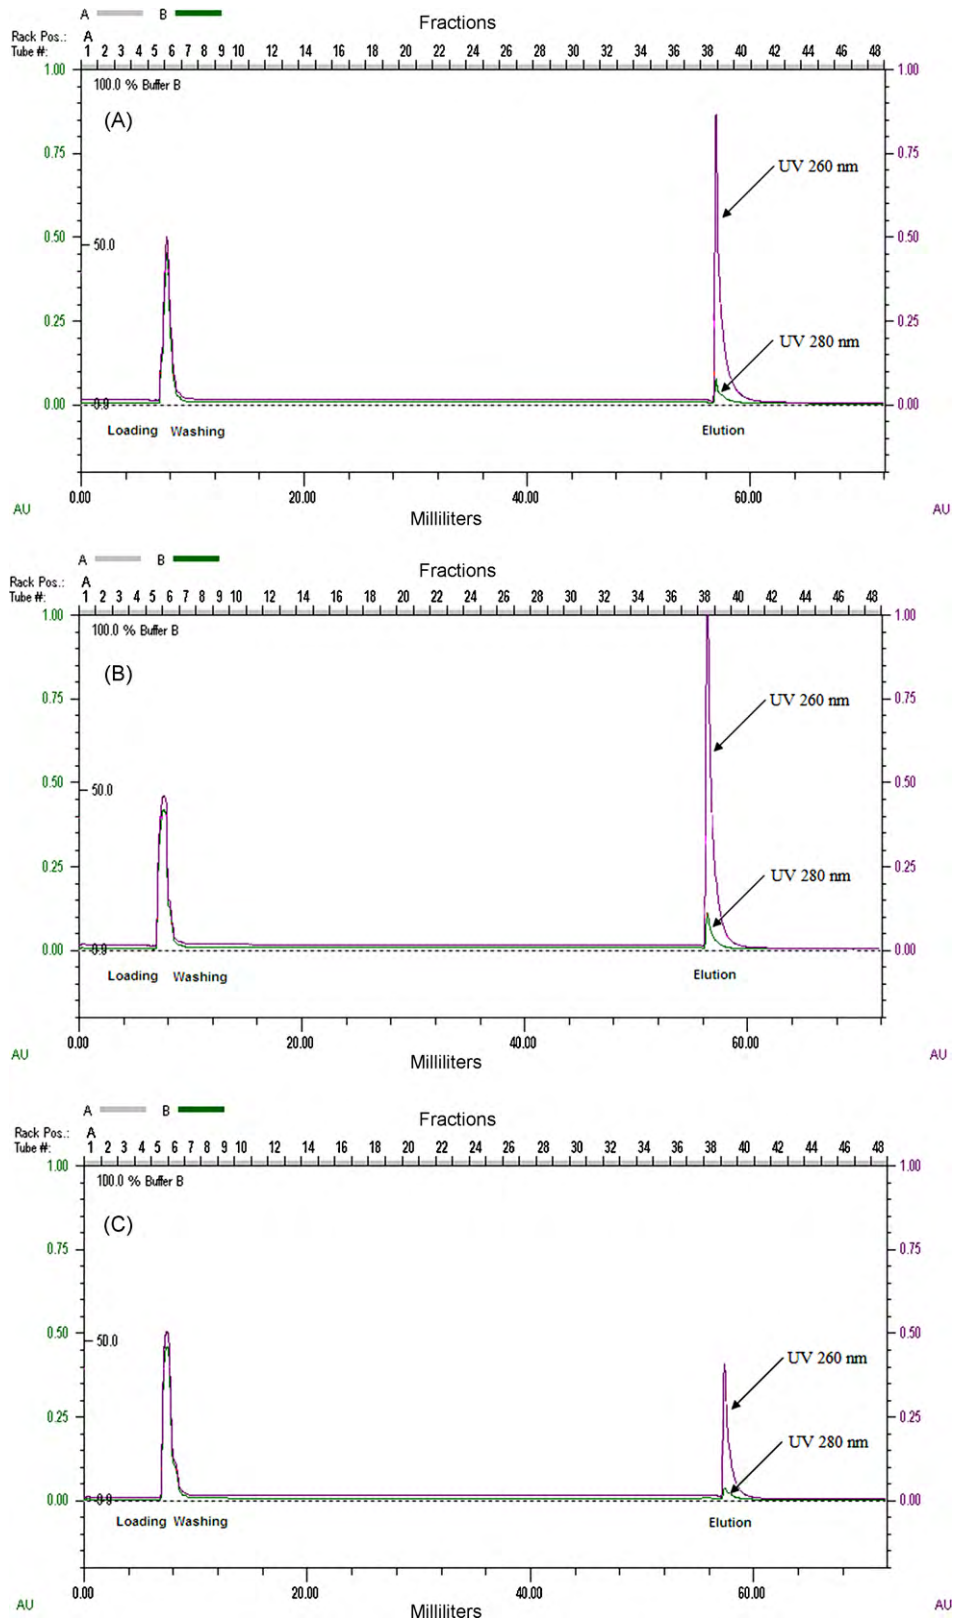 A B
Fractions
Rack Pos.: A
Tube #: 1 2 3 4 5 6 7 8 9 10 12 14 16 18 20 22 24 26 28 30 32 34 36 38 40 42 44 46 48
1.00 100.0 % Buffer B 1.00
(A)
0.75 0.75
UV 260 nm
0.50 50.0 0.50
UV 280 nm
0.25 0.25
0.00 0.00
Loading Washing Elution
0.00 20.00 40.00 60.00
AU Milliliters AU
A B
Fractions
Rack Pos.: A
Tube #: 1 2 3 4 5 6 7 8 9 10 12 14 16 18 20 22 24 26 28 30 32 34 36 38 40 42 44 46 48
1.00 100.0 % Buffer B 1.00
(B)
0.75 0.75
UV 260 nm
0.50 50.0 0.50
0.25 0.25
UV 280 nm
0.00 0.00
Loading Washing Elution
0.00 20.00 40.00 60.00
AU Milliliters AU
A B
Fractions
Rack Pos.: A
Tube #: 1 2 3 4 5 6 7 8 9 10 12 14 16 18 20 22 24 26 28 30 32 34 36 38 40 42 44 46 48
1.00 100.0 % Buffer B 1.00
(C)
0.75 0.75
0.50 50.0 0.50
UV 260 nm
0.25 0.25
UV 280 nm
0.00 0.00
Loading Washing Elution
0.00 20.00 40.00 60.00
AU Milliliters AU